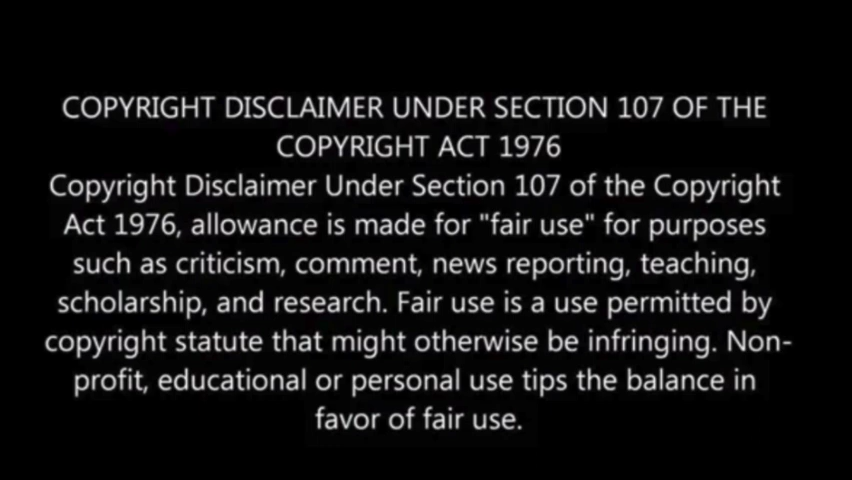 COPYRIGHT DISCLAIMER UNDER SECTION 107 OF THE
COPYRIGHT ACT 1976
Copyright Disclaimer Under Section 107 of the Copyright
Act 1976, allowance is made for "fair use" for purposes
such as criticism, comment, news reporting, teaching,
scholarship, and research. Fair use is a use permitted by
copyright statute that might otherwise be infringing. Non-
profit, educational or personal use tips the balance in
favor of fair use.